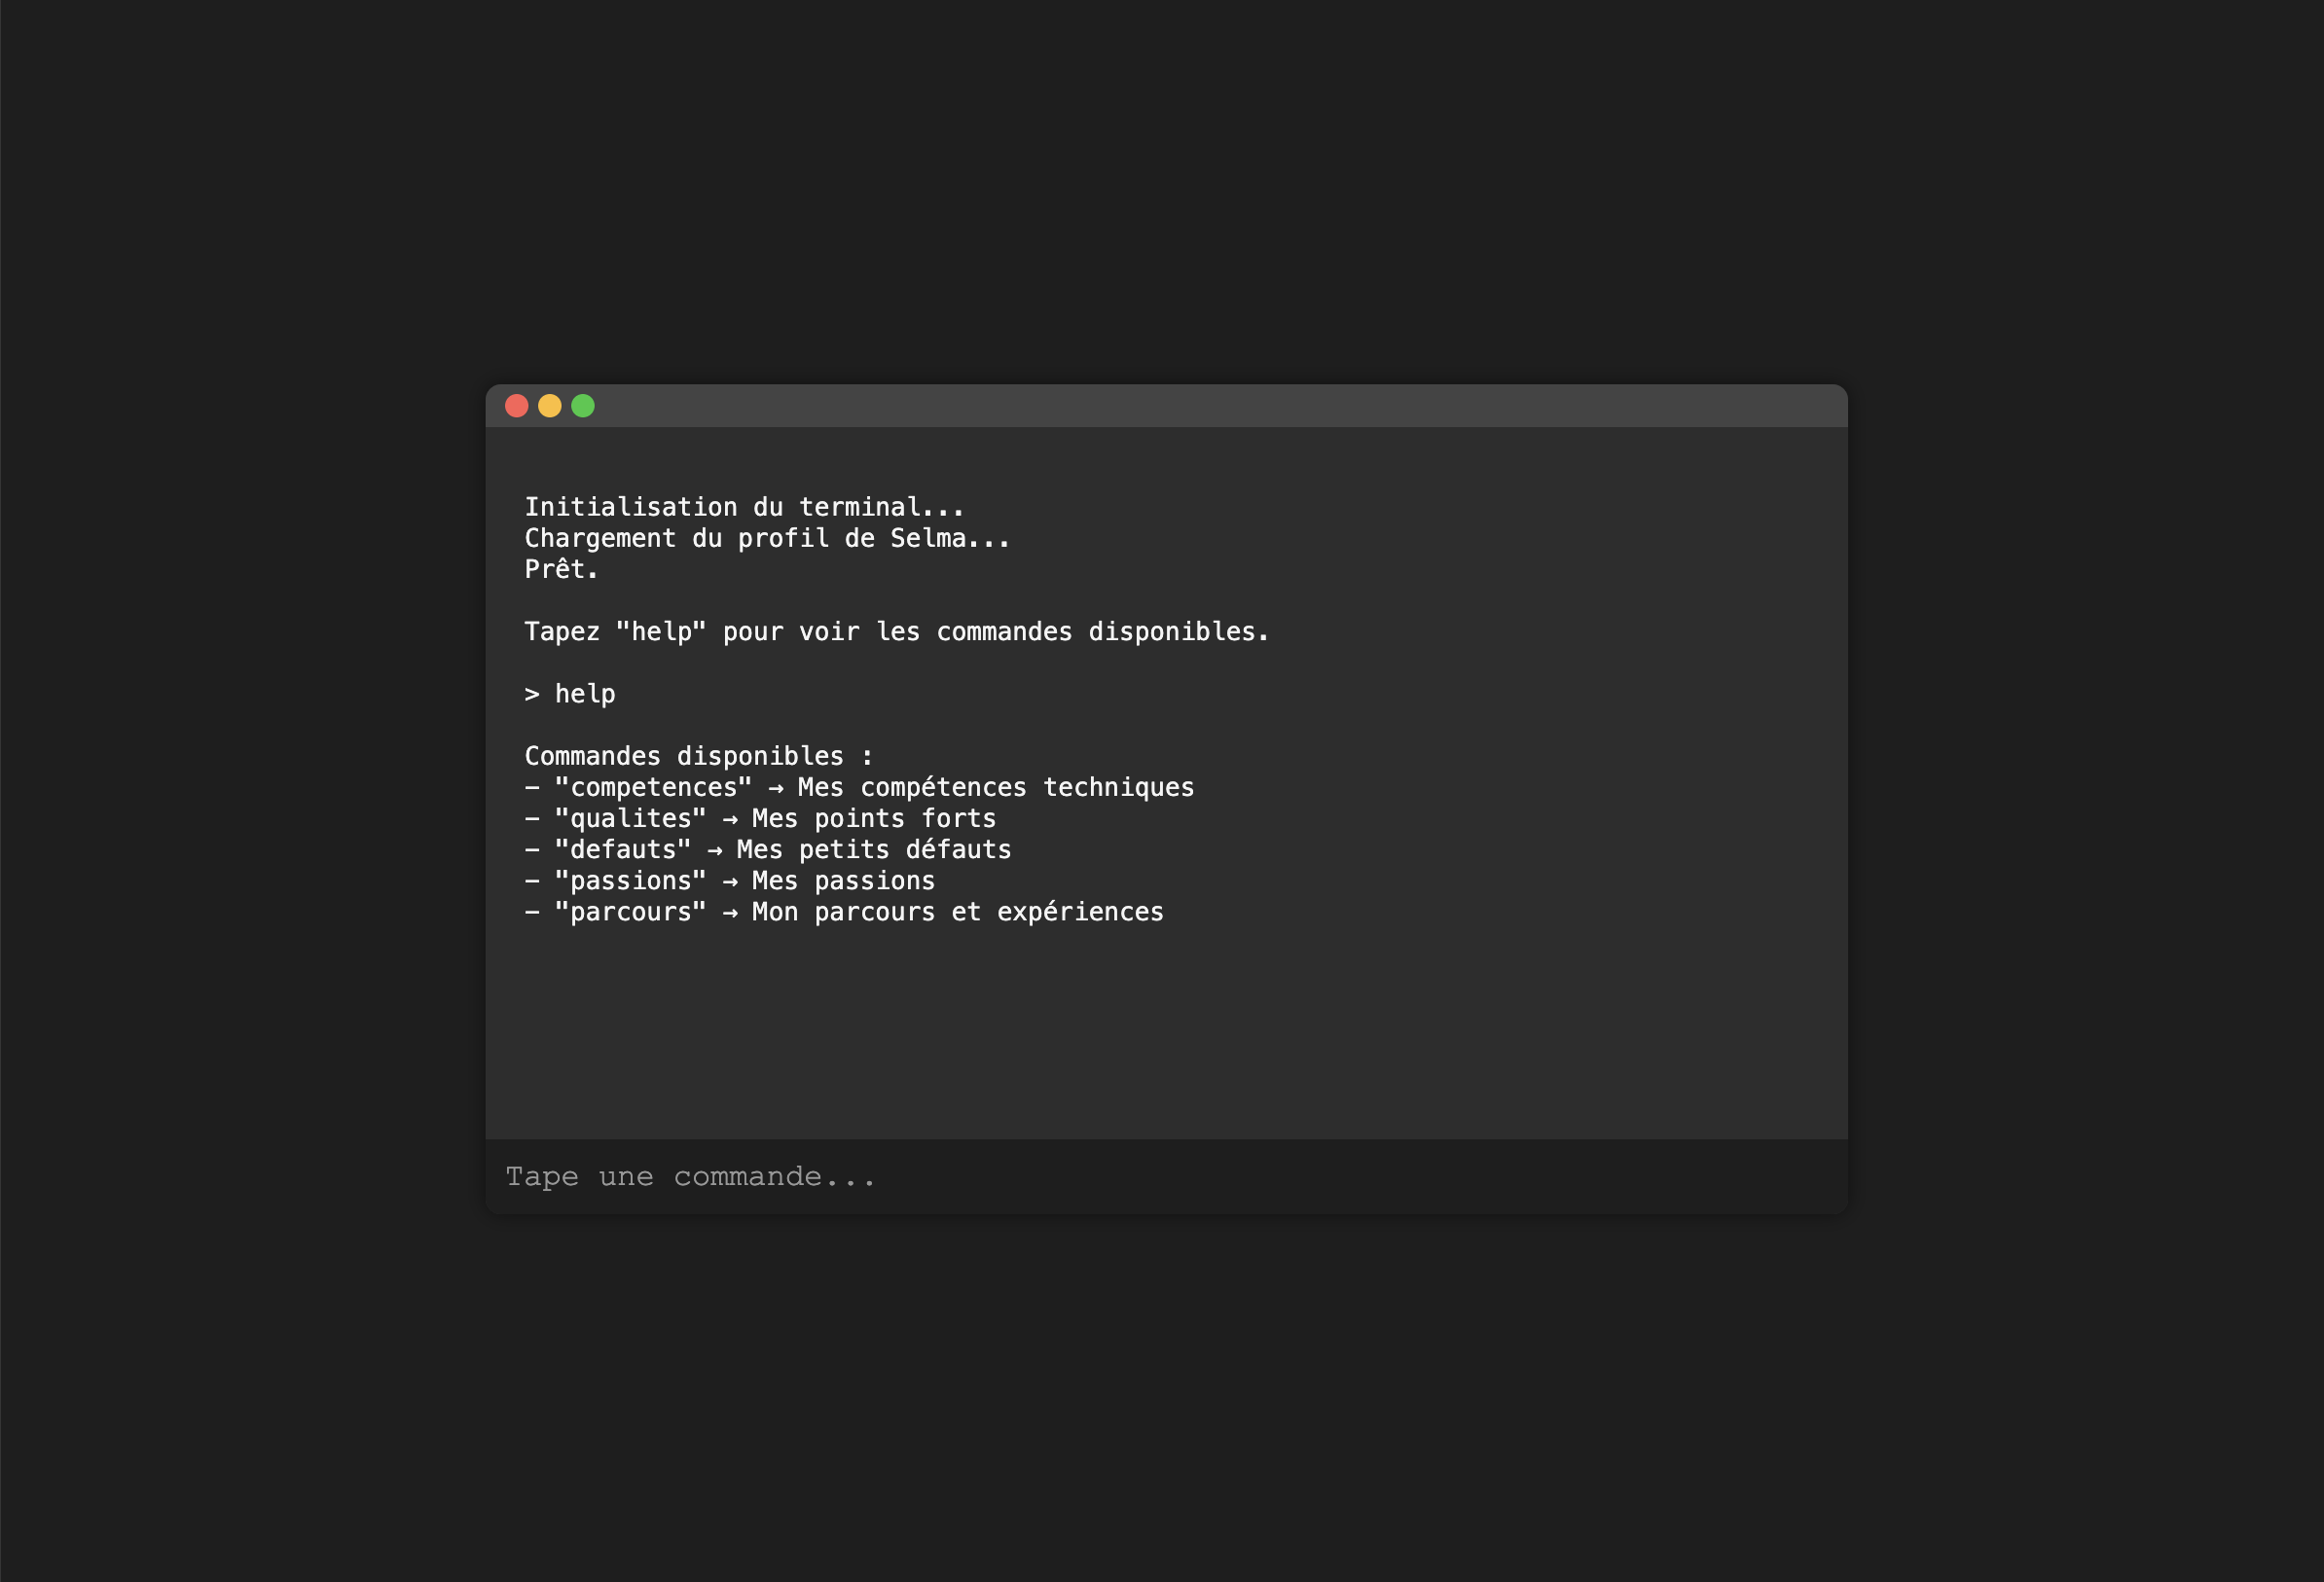 Initialisation du terminal...
Chargement du profil de Selma...
Prêt.
Tapez "help" pour voir les commandes disponibles.
> help
Commandes disponibles :
- "competences" → Mes compétences techniques
- "qualites" → Mes points forts
- "defauts" → Mes petits défauts
- "passions" → Mes passions
- "parcours" → Mon parcours et expériences
Tape une commande...